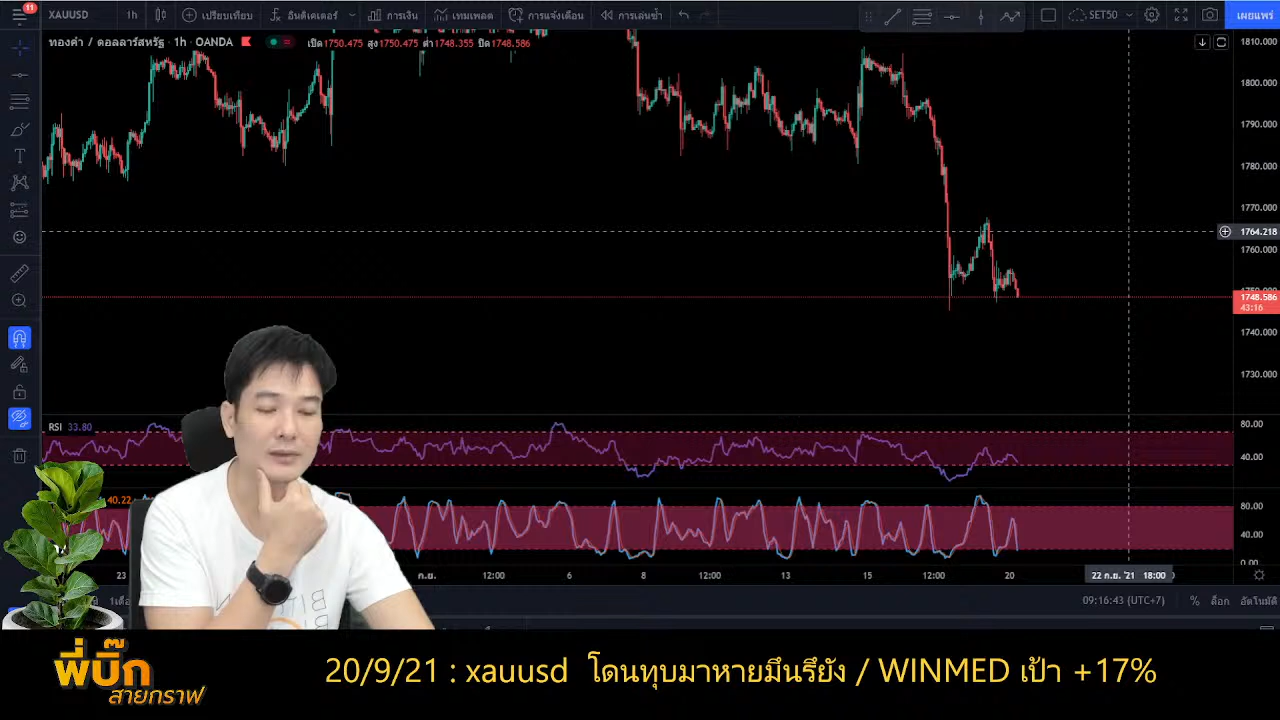 11
XAUUSD 1h เปรียบเทียบ อินดิเคเตอร์ การเงิน เทมเพลต การแจ้งเตือน การเล่นซ้ำ SET50 เผยแพร่
ทองคำ / ดอลลาร์สหรัฐ · 1h · OANDA เปิด1750.475 สูง1750.475 ต่ำ1748.355 ปิด1748.586
1810.000
1800.000
1790.000
1780.000
1770.000
1764.218
1760.000
1748.586
43:16
1740.000
1730.000
RSI 33.80
80.00
40.00
40.22
80.00
40.00
0.00
23 ก.ย. 12:00 6 8 12:00 13 15 12:00 20 22 ก.ย. '21 18:00
09:16:43 (UTC+7) % ล็อก อัตโนมัติ
พี่บิ๊ก
สายกราฟ
20/9/21 : xauusd โดนทุบมาหายมึนรึยัง / WINMED เป้า +17%